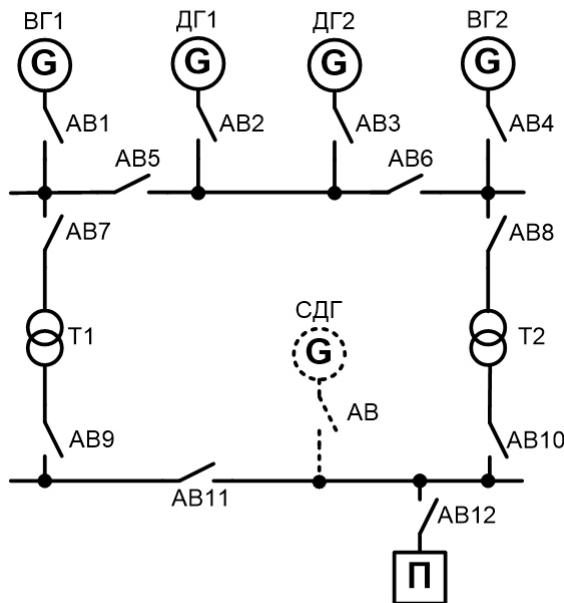 ВГ1 ДГ1 ДГ2 ВГ2
G G G G
АВ1 АВ2 АВ3 АВ4
АВ5 АВ6
АВ7 АВ8
СДГ
Т1 G Т2
АВ
АВ9 АВ10
АВ11
АВ12
П